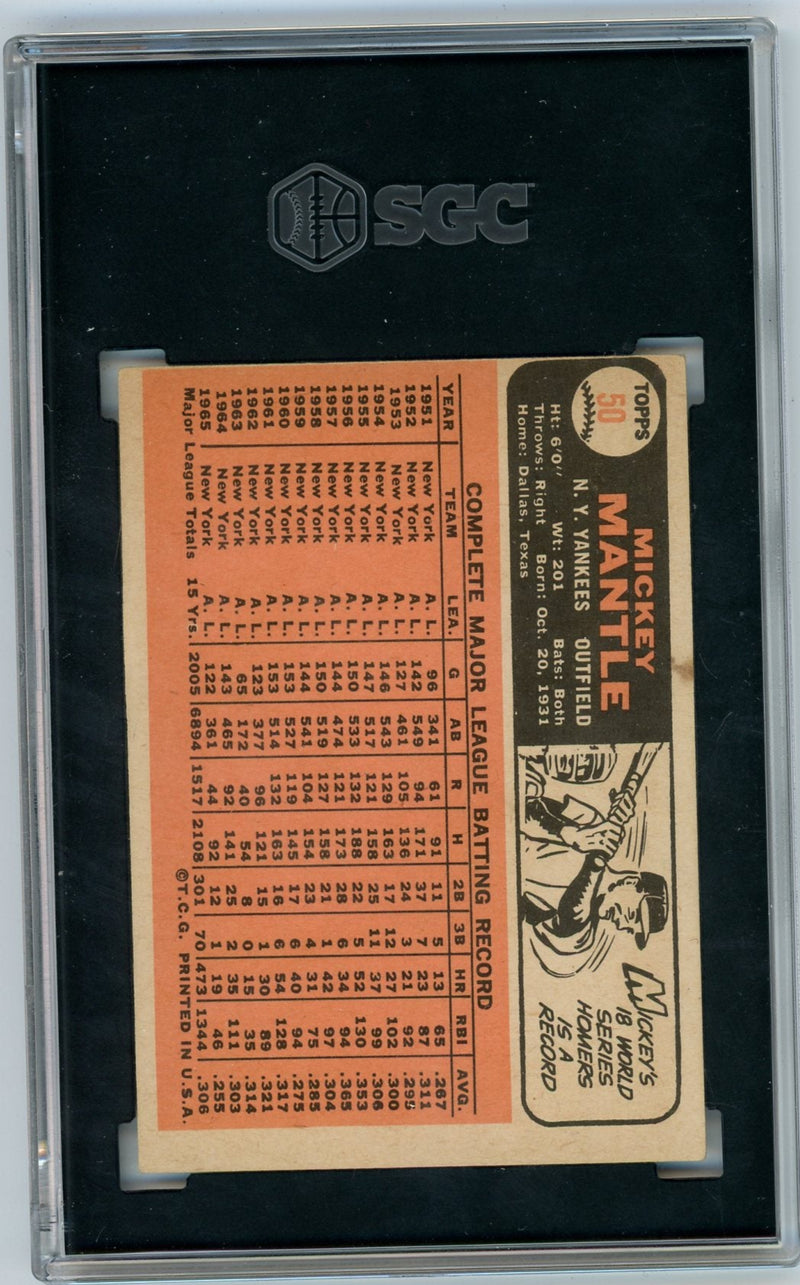 SGC
TOPPS
50
MICKEY
MANTLE
N. Y. YANKEES OUTFIELD
Ht: 6'0" Wt: 201 Bats: Both
Throws: Right Born: Oct. 20, 1931
Home: Dallas, Texas
MICKEY'S
18 WORLD
SERIES
HOMERS
IS A
RECORD
COMPLETE MAJOR LEAGUE BATTING RECORD
YEAR TEAM LEA. G AB R H 2B 3B HR RBI AVG.
1951 New York A. L. 96 341 61 91 11 5 13 65 .267
1952 New York A. L. 142 549 94 171 37 7 23 87 .311
1953 New York A. L. 127 461 105 136 24 3 21 92 .295
1954 New York A. L. 146 543 129 163 17 12 27 102 .300
1955 New York A. L. 147 517 121 158 25 11 37 99 .306
1956 New York A. L. 150 533 132 188 22 5 52 130 .353
1957 New York A. L. 144 474 121 173 28 6 34 94 .365
1958 New York A. L. 150 519 127 158 21 1 42 97 .304
1959 New York A. L. 144 541 104 154 23 4 31 75 .285
1960 New York A. L. 153 527 119 145 17 6 40 94 .275
1961 New York A. L. 153 514 132 163 16 6 54 128 .317
1962 New York A. L. 123 377 96 121 15 1 30 89 .321
1963 New York A. L. 65 172 40 54 8 0 15 35 .314
1964 New York A. L. 143 465 92 141 25 2 35 111 .303
1965 New York A. L. 122 361 44 92 12 1 19 46 .255
Major League Totals 15 Yrs. 2005 6894 1517 2108 301 70 473 1344 .306
©T.C.G. PRINTED IN U.S.A.